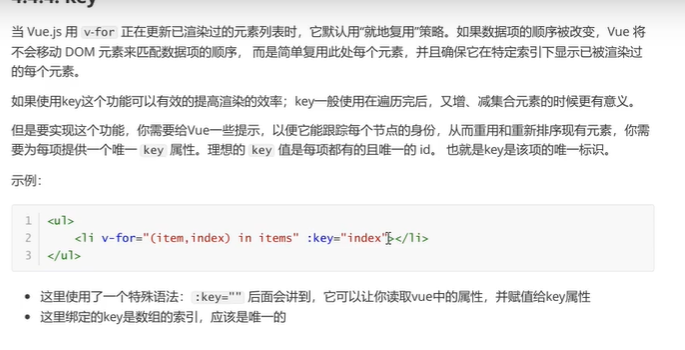 4.4.4. key
当 Vue.js 用 v-for 正在更新已渲染过的元素列表时，它默认用“就地复用”策略。如果数据项的顺序被改变，Vue 将
不会移动 DOM 元素来匹配数据项的顺序， 而是简单复用此处每个元素，并且确保它在特定索引下显示已被渲染过
的每个元素。
如果使用key这个功能可以有效的提高渲染的效率；key一般使用在遍历完后，又增、减集合元素的时候更有意义。
但是要实现这个功能，你需要给Vue一些提示，以便它能跟踪每个节点的身份，从而重用和重新排序现有元素，你需
要为每项提供一个唯一 key 属性。理想的 key 值是每项都有的且唯一的 id。 也就是key是该项的唯一标识。
示例：
1 <ul>
2 <li v-for="(item,index) in items" :key="index"></li>
3 </ul>
这里使用了一个特殊语法：:key="" 后面会讲到，它可以让你读取vue中的属性，并赋值给key属性
这里绑定的key是数组的索引，应该是唯一的